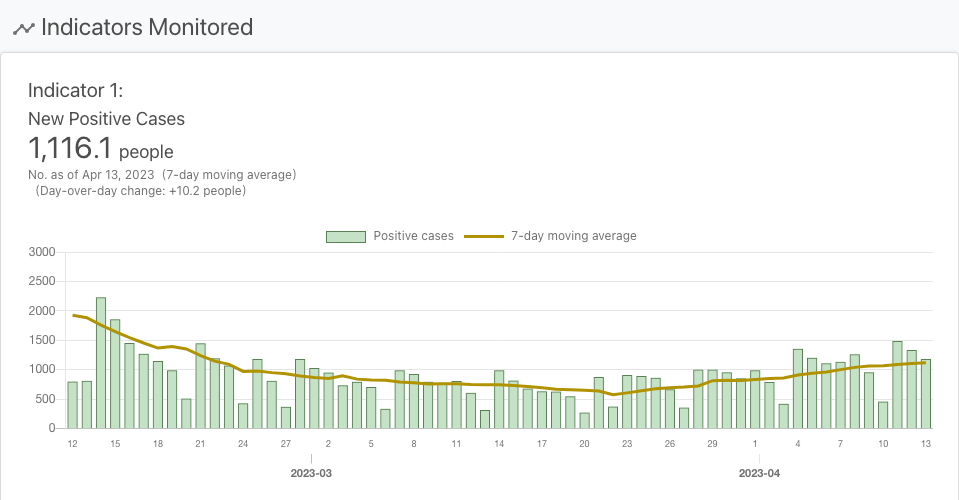 Indicators Monitored
Indicator 1:
New Positive Cases
1,116.1 people
No. as of Apr 13, 2023 (7-day moving average)
(Day-over-day change: +10.2 people)
Positive cases 7-day moving average
3000
2500
2000
1500
1000
500
0
12 15 18 21 24 27 2 5 8 11 14 17 20 23 26 29 1 4 7 10 13
2023-03 2023-04